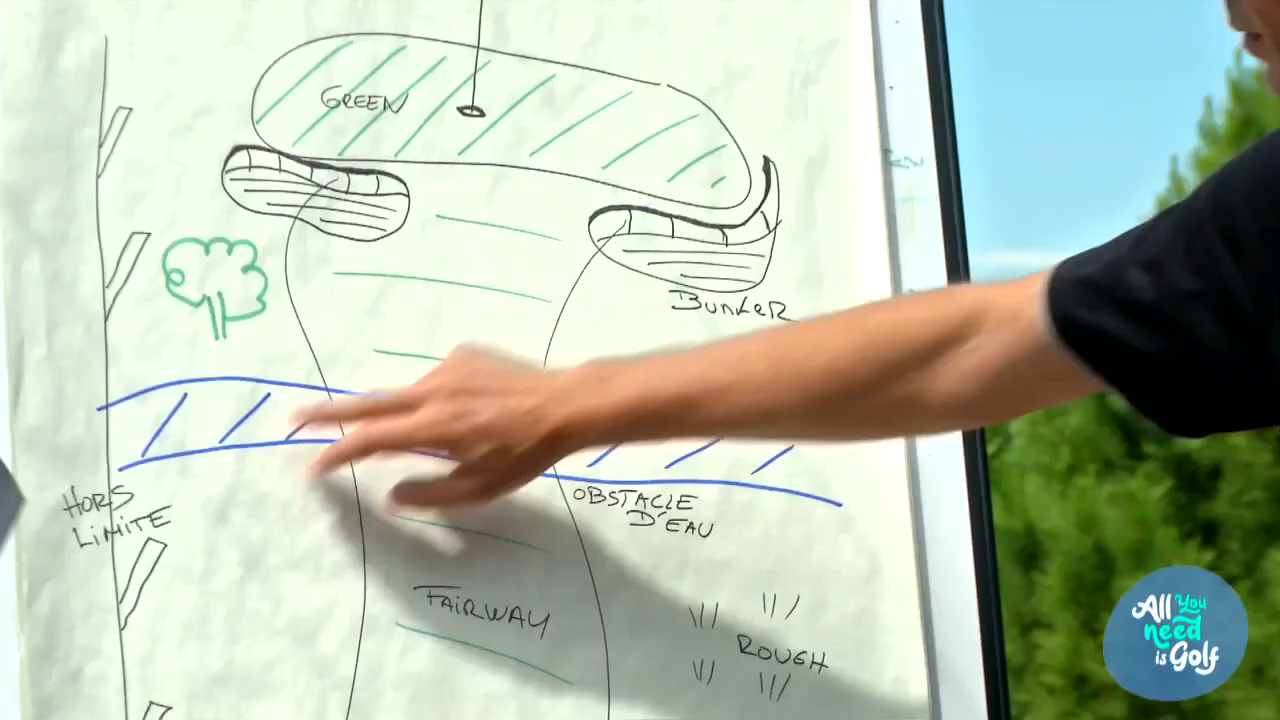 GREEN
BunkeR
HORS
LIMITE
OBSTACLE
D'EAU
FAIRWAY
ROUGH
All You
need
is Golf